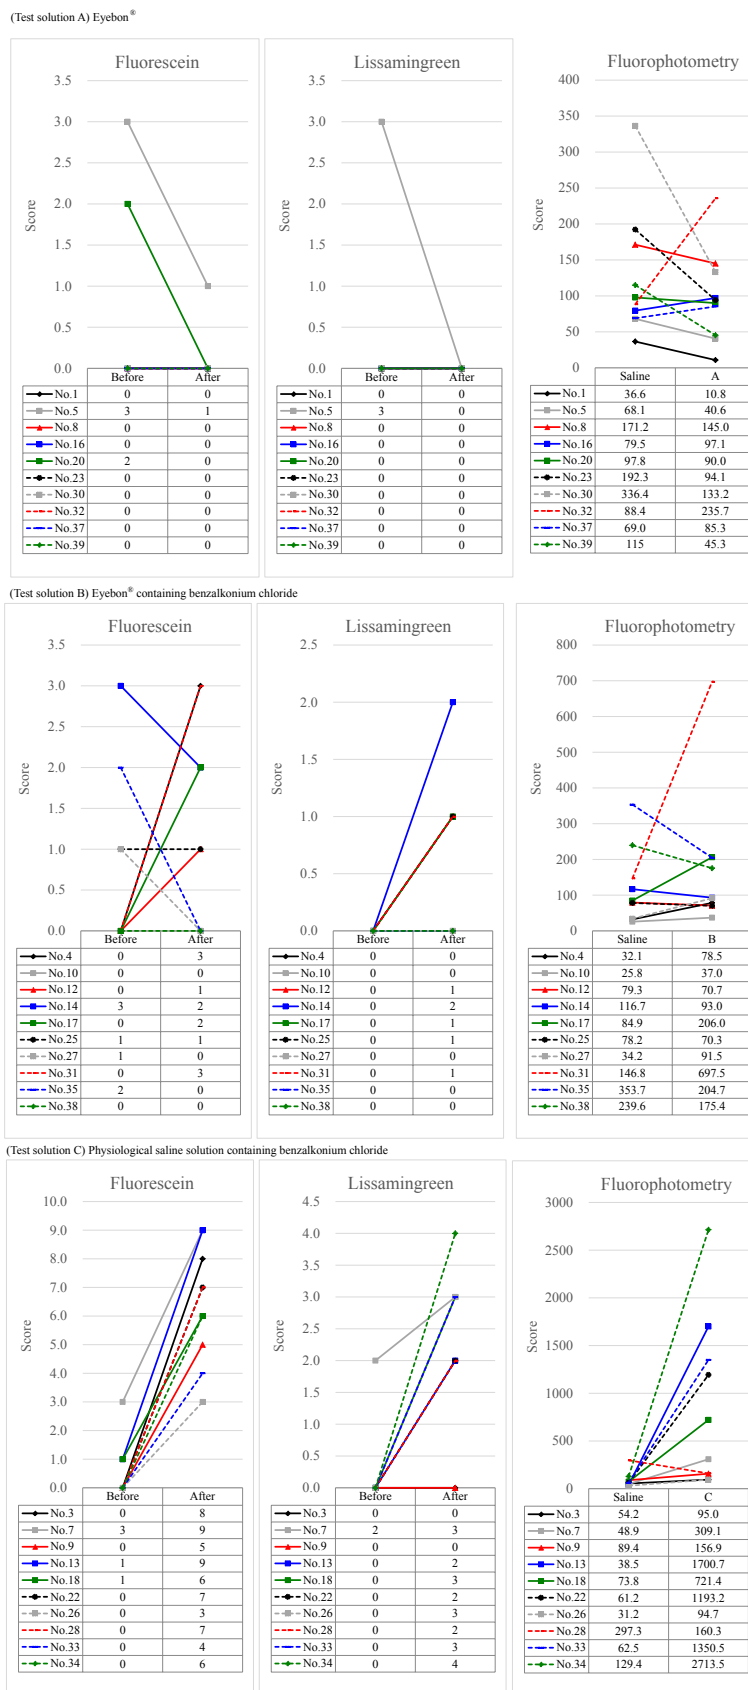 (Test solution A) Eyebon®
Fluorescein
3.5
3.0
2.5
2.0
1.5
1.0
0.5
0.0
Score
Before After
No.1 0 0
No.5 3 1
No.8 0 0
No.16 0 0
No.20 2 0
No.23 0 0
No.30 0 0
No.32 0 0
No.37 0 0
No.39 0 0
Lissamingreen
3.5
3.0
2.5
2.0
1.5
1.0
0.5
0.0
Score
Before After
No.1 0 0
No.5 3 0
No.8 0 0
No.16 0 0
No.20 0 0
No.23 0 0
No.30 0 0
No.32 0 0
No.37 0 0
No.39 0 0
Fluorophotometry
400
350
300
250
200
150
100
50
0
Score
Saline A
No.1 36.6 10.8
No.5 68.1 40.6
No.8 171.2 145.0
No.16 79.5 97.1
No.20 97.8 90.0
No.23 192.3 94.1
No.30 336.4 133.2
No.32 88.4 235.7
No.37 69.0 85.3
No.39 115 45.3
(Test solution B) Eyebon® containing benzalkonium chloride
Fluorescein
3.5
3.0
2.5
2.0
1.5
1.0
0.5
0.0
Score
Before After
No.4 0 3
No.10 0 0
No.12 0 1
No.14 3 2
No.17 0 2
No.25 1 1
No.27 1 0
No.31 0 3
No.35 2 0
No.38 0 0
Lissamingreen
2.5
2.0
1.5
1.0
0.5
0.0
Score
Before After
No.4 0 0
No.10 0 0
No.12 0 1
No.14 0 2
No.17 0 1
No.25 0 1
No.27 0 0
No.31 0 1
No.35 0 0
No.38 0 0
Fluorophotometry
800
700
600
500
400
300
200
100
0
Score
Saline B
No.4 32.1 78.5
No.10 25.8 37.0
No.12 79.3 70.7
No.14 116.7 93.0
No.17 84.9 206.0
No.25 78.2 70.3
No.27 34.2 91.5
No.31 146.8 697.5
No.35 353.7 204.7
No.38 239.6 175.4
(Test solution C) Physiological saline solution containing benzalkonium chloride
Fluorescein
10.0
9.0
8.0
7.0
6.0
5.0
4.0
3.0
2.0
1.0
0.0
Score
Before After
No.3 0 8
No.7 3 9
No.9 0 5
No.13 1 9
No.18 1 6
No.22 0 7
No.26 0 3
No.28 0 7
No.33 0 4
No.34 0 6
Lissamingreen
4.5
4.0
3.5
3.0
2.5
2.0
1.5
1.0
0.5
0.0
Score
Before After
No.3 0 0
No.7 2 3
No.9 0 0
No.13 0 2
No.18 0 3
No.22 0 2
No.26 0 3
No.28 0 2
No.33 0 3
No.34 0 4
Fluorophotometry
3000
2500
2000
1500
1000
500
0
Score
Saline C
No.3 54.2 95.0
No.7 48.9 309.1
No.9 89.4 156.9
No.13 38.5 1700.7
No.18 73.8 721.4
No.22 61.2 1193.2
No.26 31.2 94.7
No.28 297.3 160.3
No.33 62.5 1350.5
No.34 129.4 2713.5